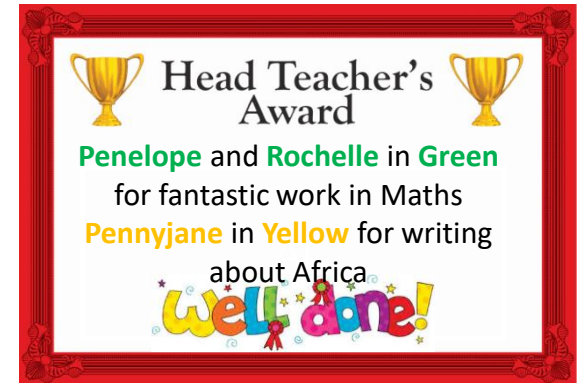 Head Teacher's
Award
Penelope and Rochelle in Green
for fantastic work in Maths
Pennyjane in Yellow for writing
about Africa
well done!